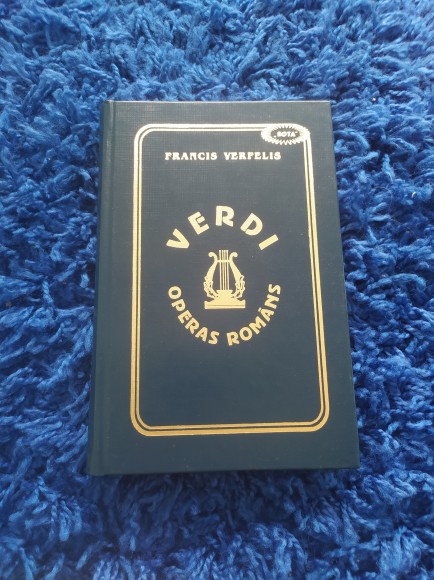 „SOTA”
FRANCIS VERFELIS
VERDI
OPERAS ROMĀNS